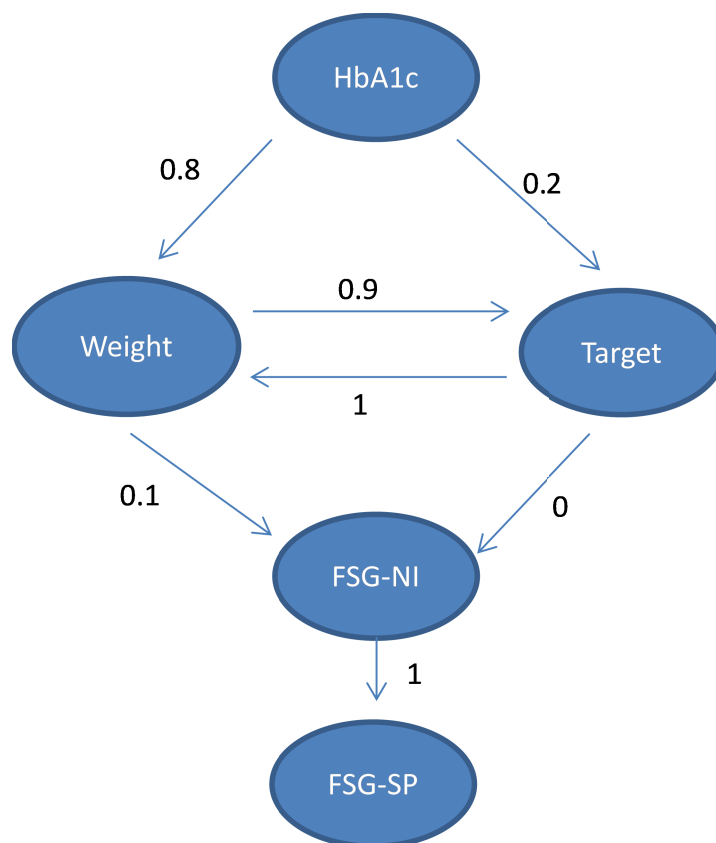 HbA1c
0.8
0.2
0.9
Weight
Target
1
0.1
0
FSG-NI
1
FSG-SP